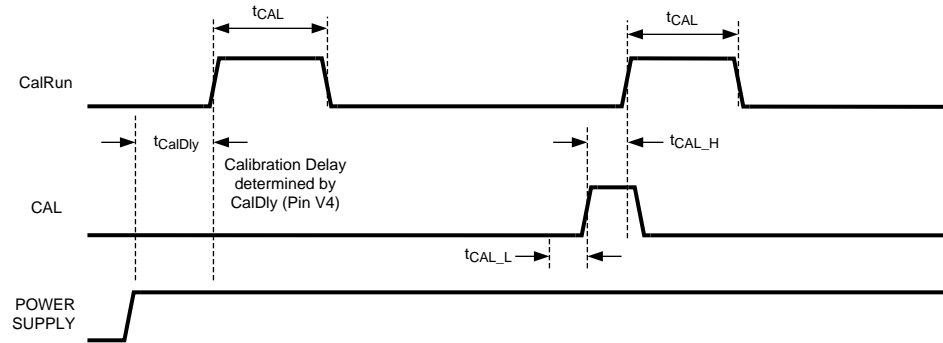 tCAL
tCAL
CalRun
tCalDly
tCAL_H
Calibration Delay
determined by
CalDly (Pin V4)
CAL
tCAL_L
POWER
SUPPLY